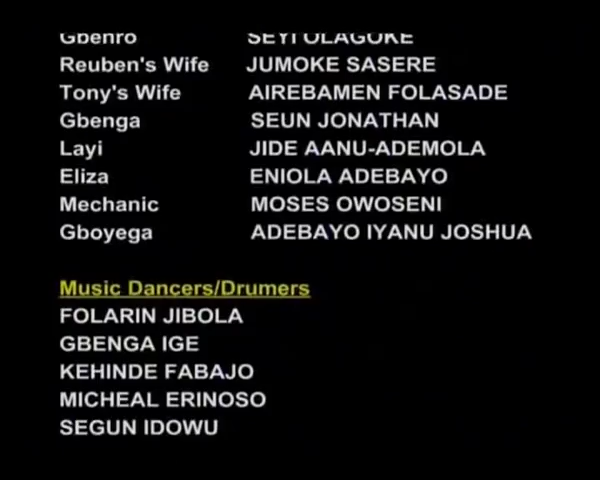 Gbenro SEYI OLAGOKE
Reuben's Wife JUMOKE SASERE
Tony's Wife AIREBAMEN FOLASADE
Gbenga SEUN JONATHAN
Layi JIDE AANU-ADEMOLA
Eliza ENIOLA ADEBAYO
Mechanic MOSES OWOSENI
Gboyega ADEBAYO IYANU JOSHUA
Music Dancers/Drumers
FOLARIN JIBOLA
GBENGA IGE
KEHINDE FABAJO
MICHEAL ERINOSO
SEGUN IDOWU